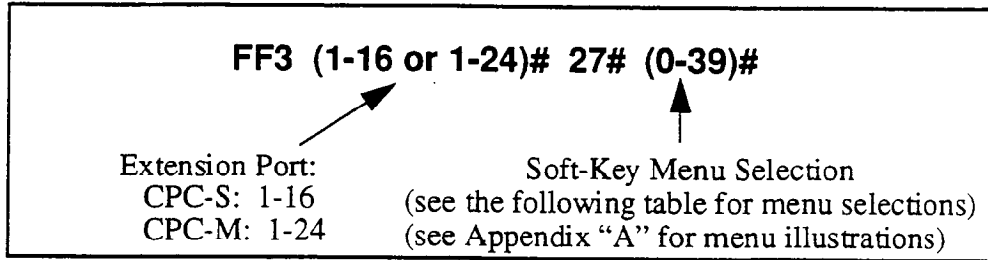 FF3 (1-16 or 1-24)# 27# (0-39)#
Extension Port:
CPC-S: 1-16
CPC-M: 1-24
Soft-Key Menu Selection
(see the following table for menu selections)
(see Appendix “A” for menu illustrations)